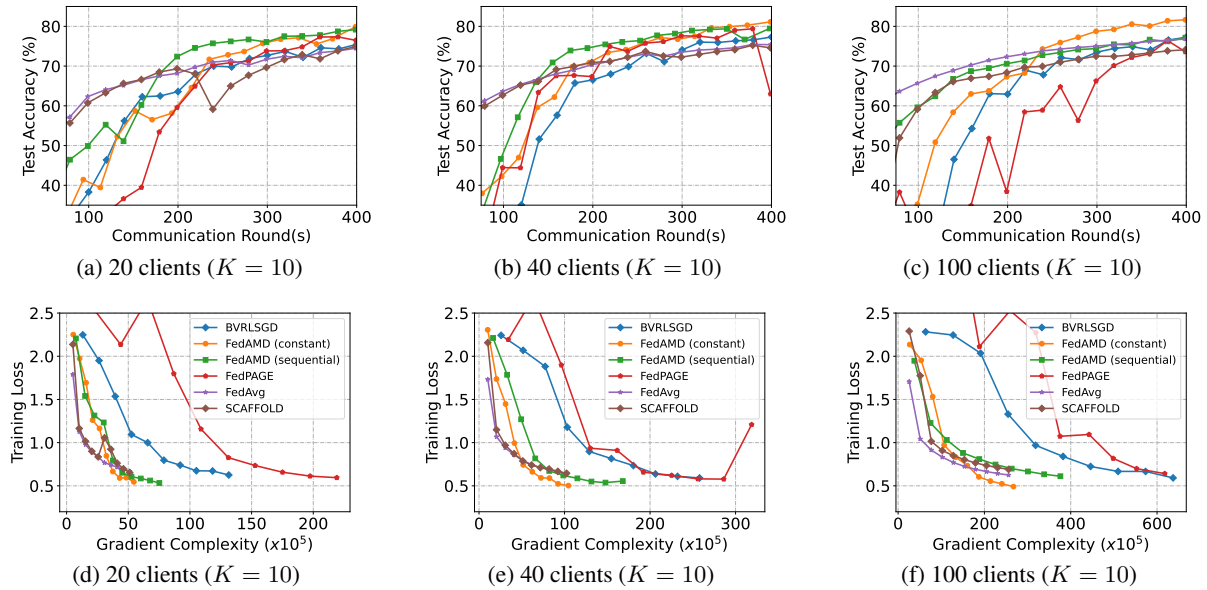 80
70
60
50
40
Test Accuracy (%)
100
200
300
400
Communication Round(s)
(a) 20 clients (K = 10)
80
70
60
50
40
Test Accuracy (%)
100
200
300
400
Communication Round(s)
(b) 40 clients (K = 10)
80
70
60
50
40
Test Accuracy (%)
100
200
300
400
Communication Round(s)
(c) 100 clients (K = 10)
2.5
2.0
1.5
1.0
0.5
Training Loss
BVRLSGD
FedAMD (constant)
FedAMD (sequential)
FedPAGE
FedAvg
SCAFFOLD
0
50
100
150
200
Gradient Complexity (x10⁵)
(d) 20 clients (K = 10)
2.5
2.0
1.5
1.0
0.5
Training Loss
BVRLSGD
FedAMD (constant)
FedAMD (sequential)
FedPAGE
FedAvg
SCAFFOLD
0
100
200
300
Gradient Complexity (x10⁵)
(e) 40 clients (K = 10)
2.5
2.0
1.5
1.0
0.5
Training Loss
BVRLSGD
FedAMD (constant)
FedAMD (sequential)
FedPAGE
FedAvg
SCAFFOLD
0
200
400
600
Gradient Complexity (x10⁵)
(f) 100 clients (K = 10)